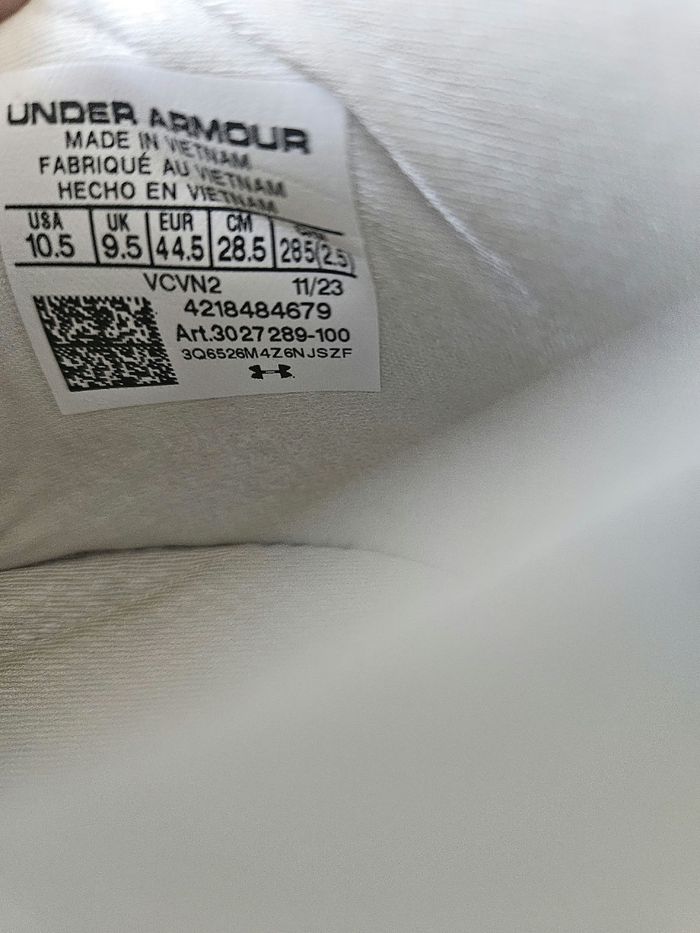 UNDER ARMOUR
MADE IN VIETNAM
FABRIQUÉ AU VIETNAM
HECHO EN VIETNAM
USA UK EUR CM
10.5 9.5 44.5 28.5 285(2.5)
VCVN2 11/23
4218484679
Art.3027289-100
3Q6526M4Z6NJSZF